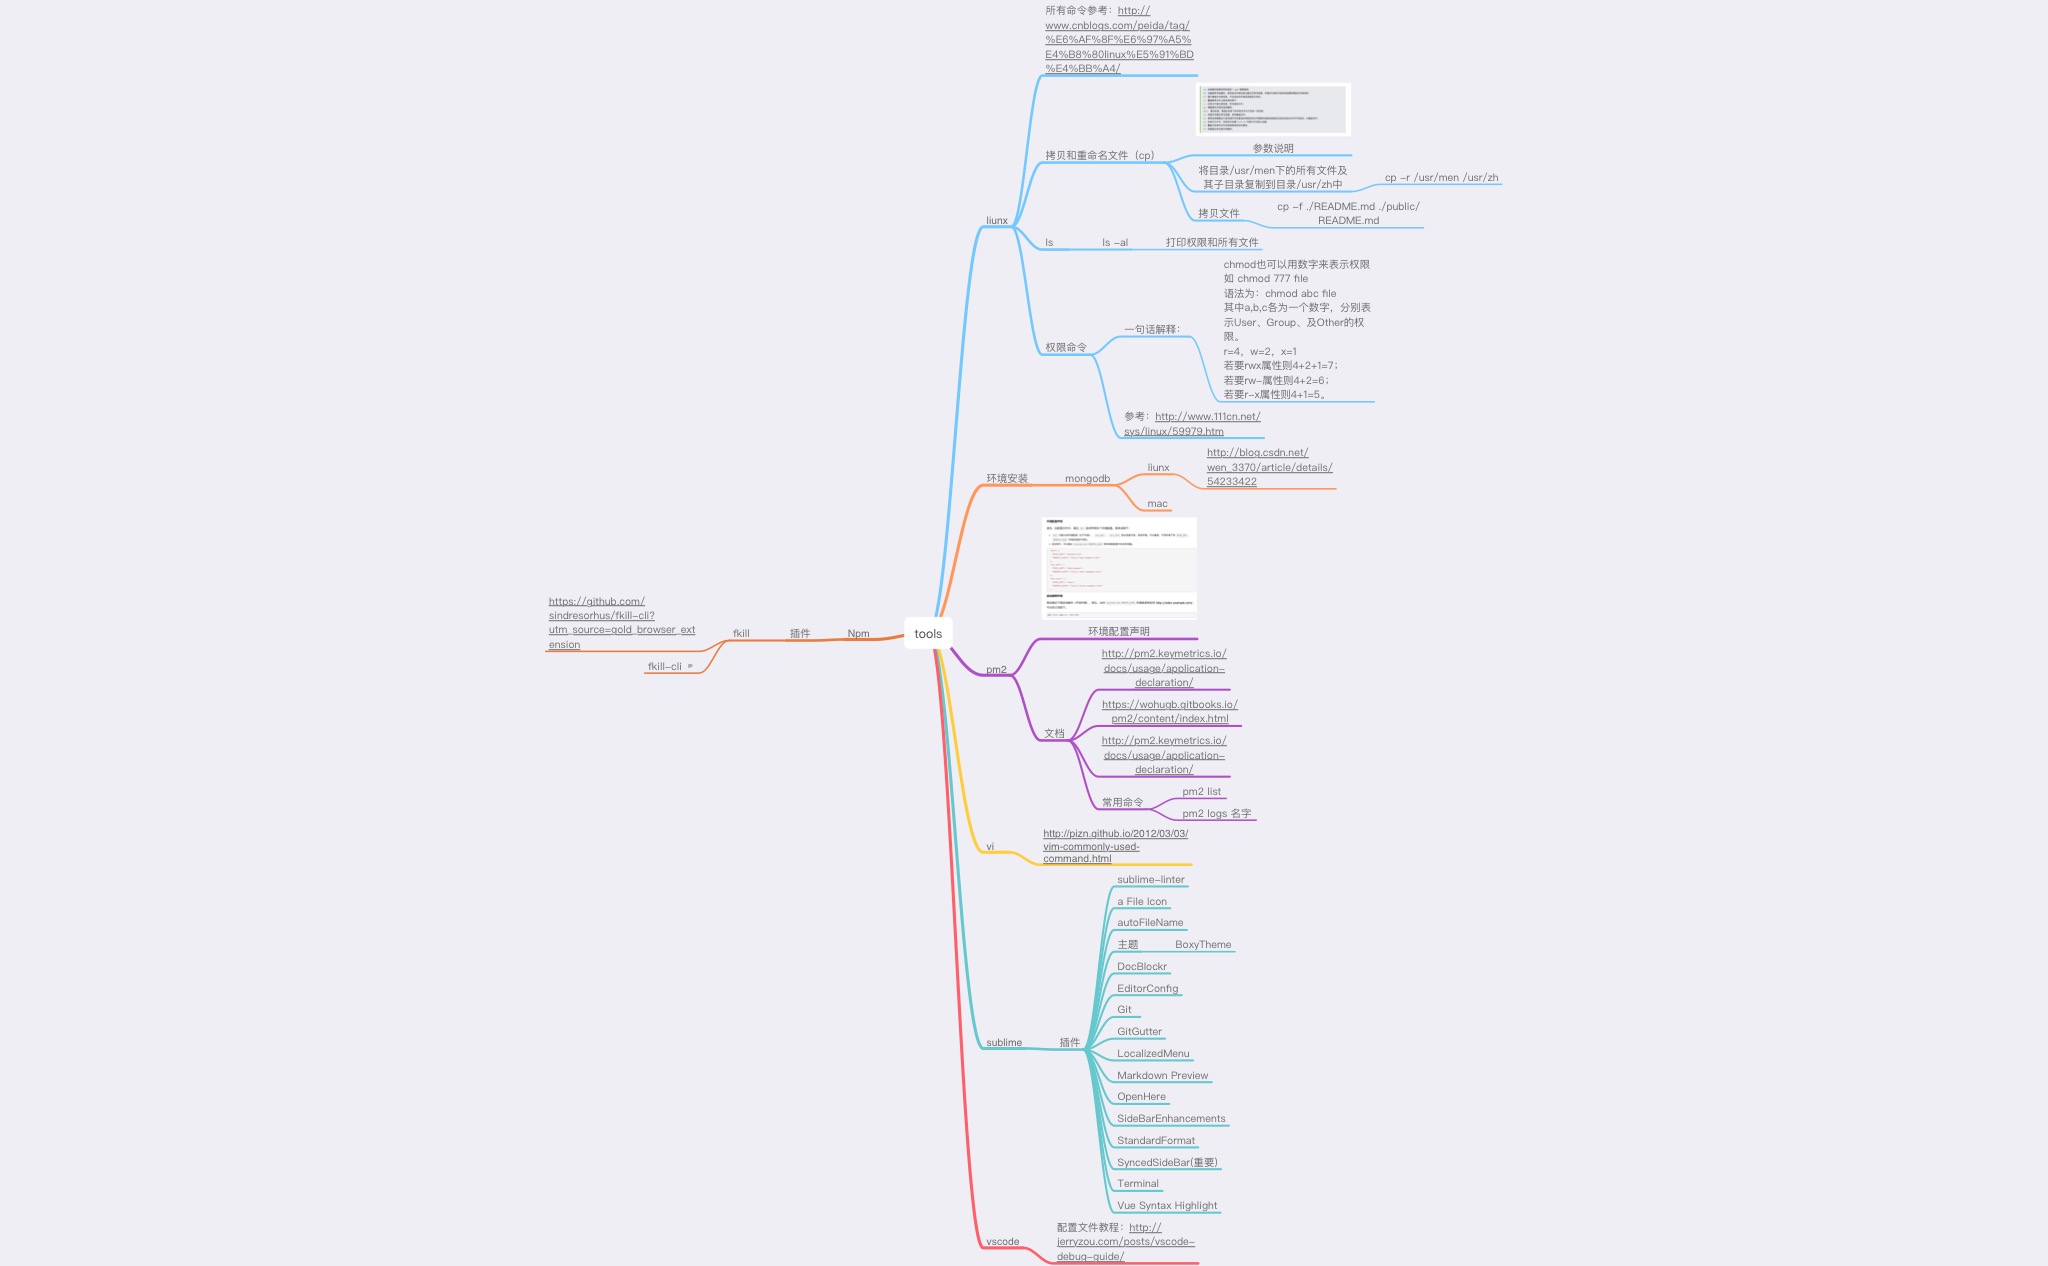 所有命令参考：http://
www.cnblogs.com/peida/tag/
%E6%AF%8F%E6%97%A5%
E4%B8%80linux%E5%91%BD
%E4%BB%A4/
拷贝和重命名文件（cp）
参数说明
将目录/usr/men下的所有文件及
其子目录复制到目录/usr/zh中
cp -r /usr/men /usr/zh
拷贝文件
cp -f ./README.md ./public/
README.md
liunx
ls
ls -al
打印权限和所有文件
chmod也可以用数字来表示权限
如 chmod 777 file
语法为：chmod abc file
其中a,b,c各为一个数字，分别表
示User、Group、及Other的权
限。
r=4，w=2，x=1
若要rwx属性则4+2+1=7；
若要rw-属性则4+2=6；
若要r-x属性则4+1=5。
一句话解释：
权限命令
参考：http://www.111cn.net/
sys/linux/59979.htm
环境安装
mongodb
liunx
http://blog.csdn.net/
wen_3370/article/details/
54233422
mac
https://github.com/
sindresorhus/fkill-cli?
utm_source=gold_browser_ext
ension
fkill
插件
Npm
fkill-cli
tools
pm2
环境配置声明
http://pm2.keymetrics.io/
docs/usage/application-
declaration/
https://wohugb.gitbooks.io/
pm2/content/index.html
文档
http://pm2.keymetrics.io/
docs/usage/application-
declaration/
常用命令
pm2 list
pm2 logs 名字
vi
http://pizn.github.io/2012/03/03/
vim-commonly-used-
command.html
sublime
插件
sublime-linter
a File Icon
autoFileName
主题
BoxyTheme
DocBlockr
EditorConfig
Git
GitGutter
LocalizedMenu
Markdown Preview
OpenHere
SideBarEnhancements
StandardFormat
SyncedSideBar(重要)
Terminal
Vue Syntax Highlight
vscode
配置文件教程：http://
jerryzou.com/posts/vscode-
debug-guide/